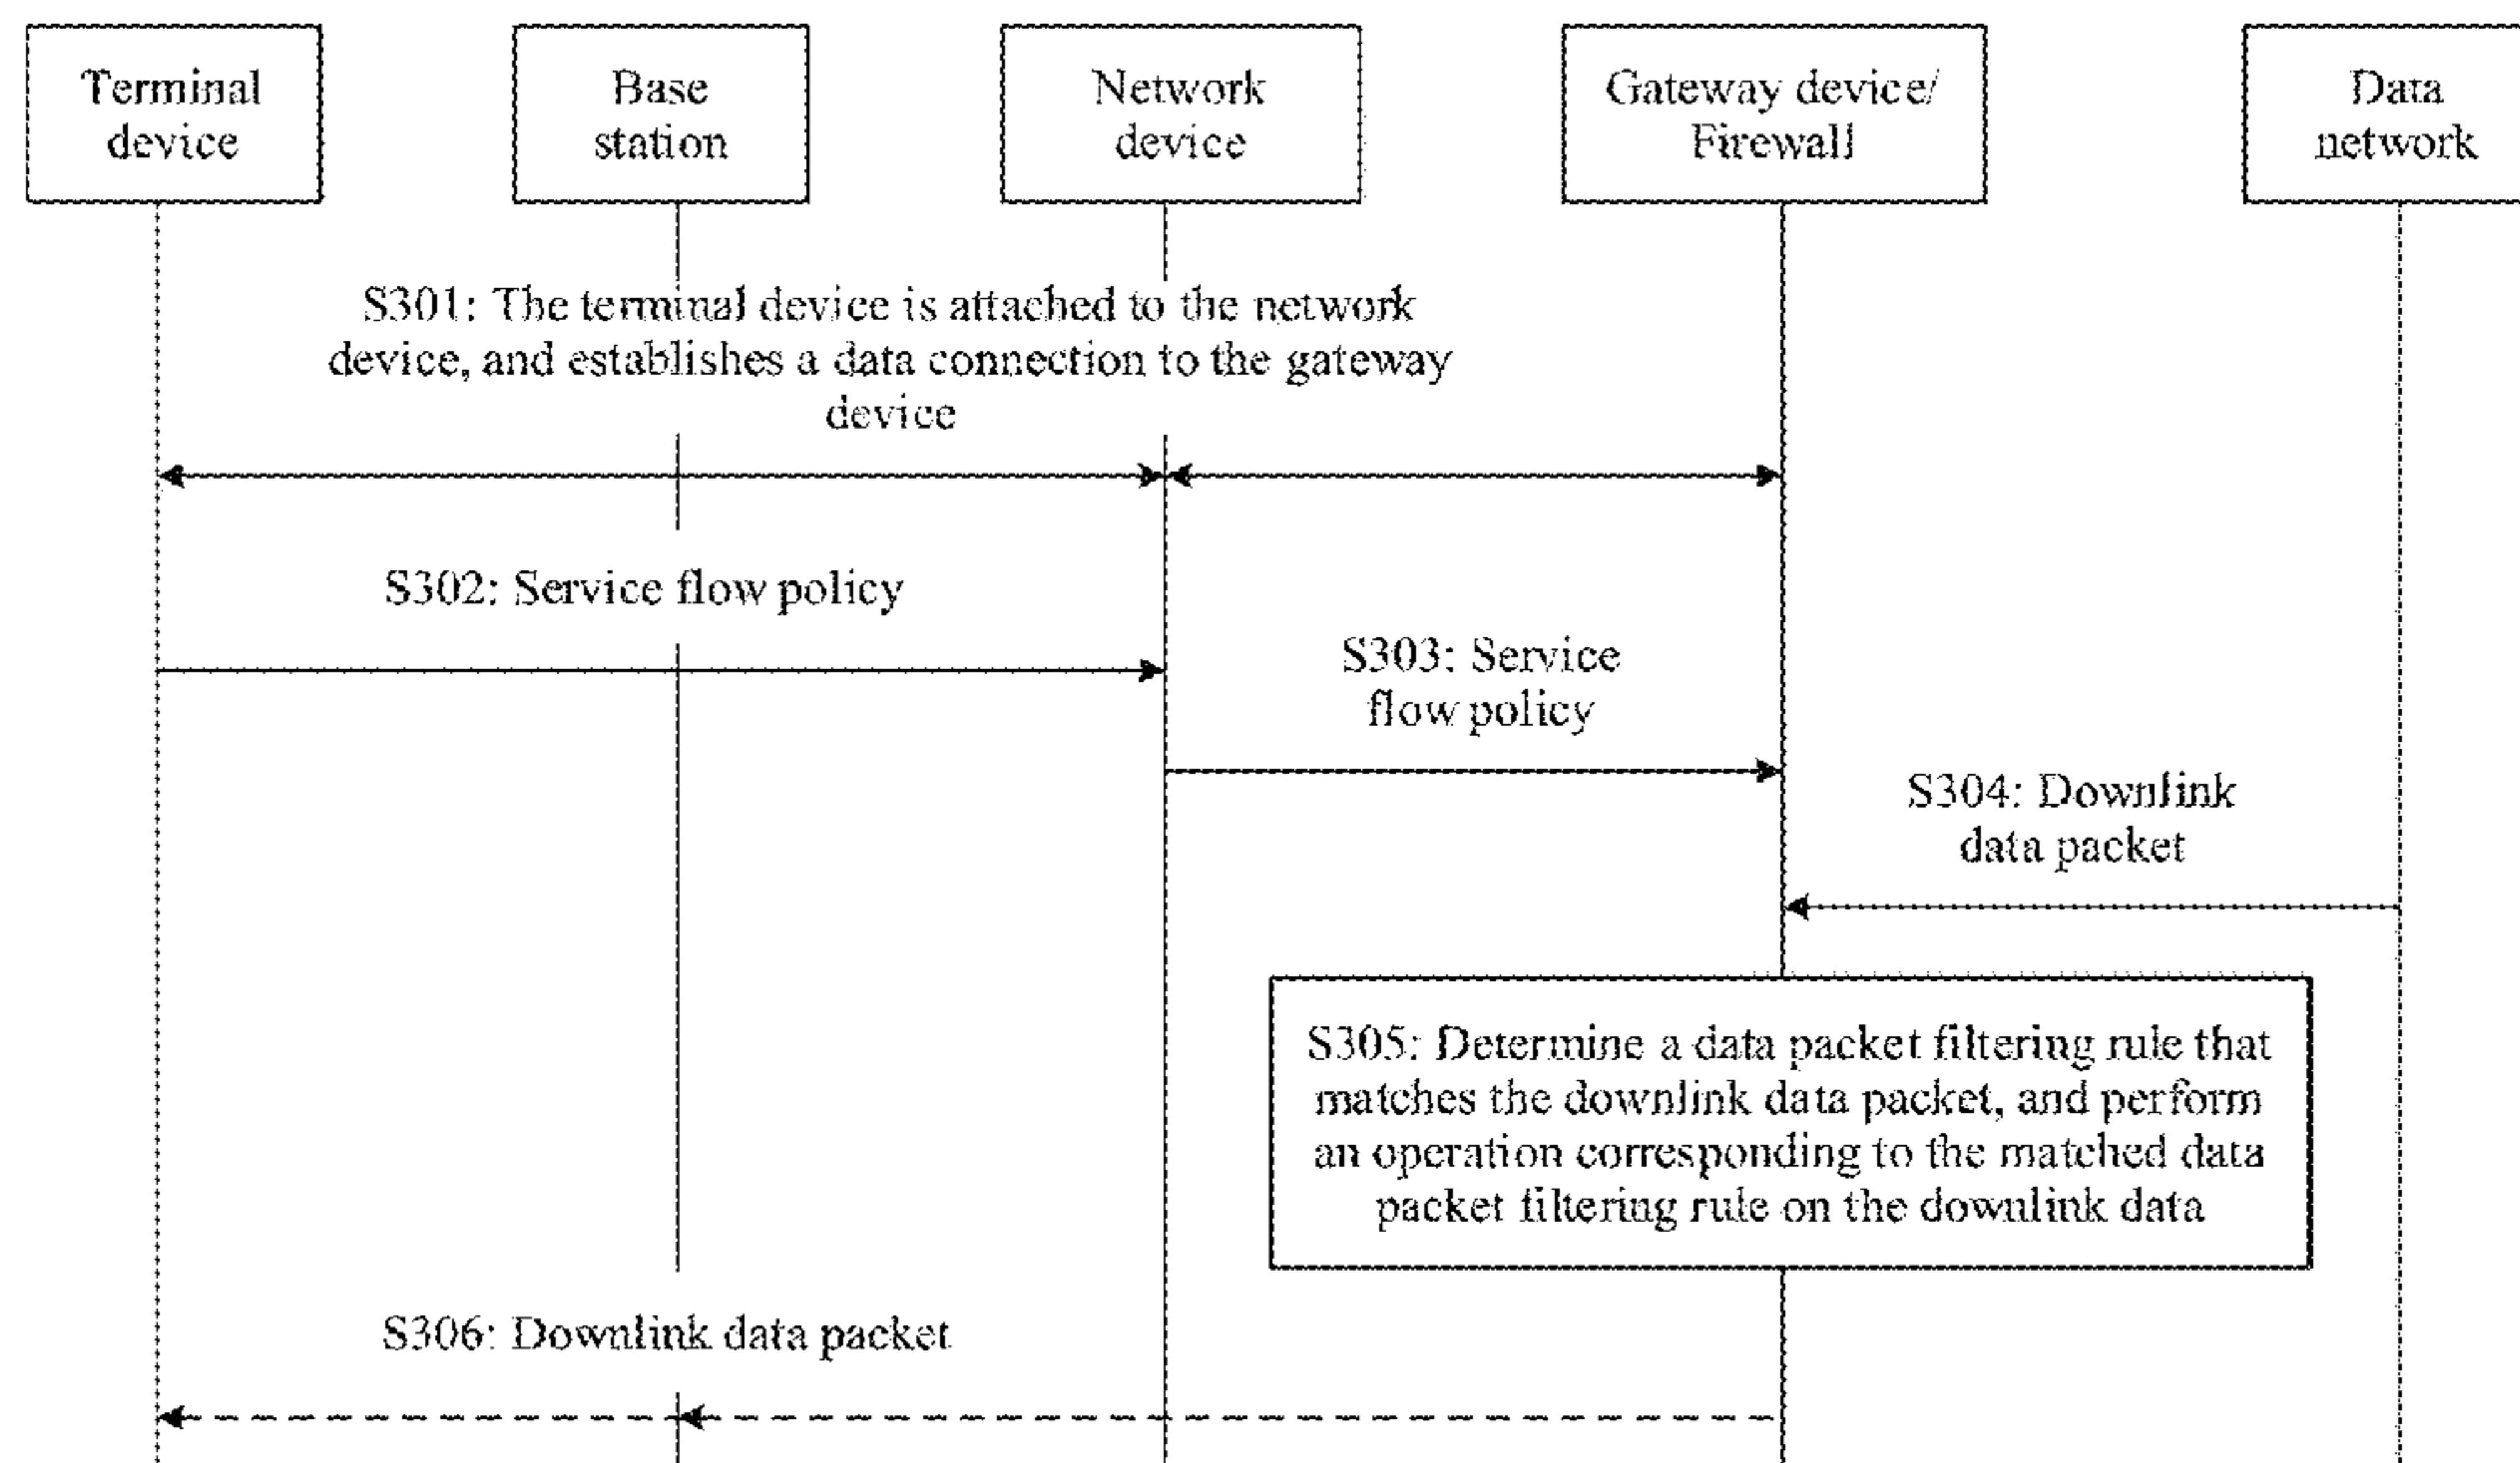 Terminal
device
Base
station
Network
device
Gateway device/
Firewall
Data
network
S301: The terminal device is attached to the network
device, and establishes a data connection to the gateway
device
S302: Service flow policy
S303: Service
flow policy
S304: Downlink
data packet
S305: Determine a data packet filtering rule that
matches the downlink data packet, and perform
an operation corresponding to the matched data
packet filtering rule on the downlink data
S306: Downlink data packet